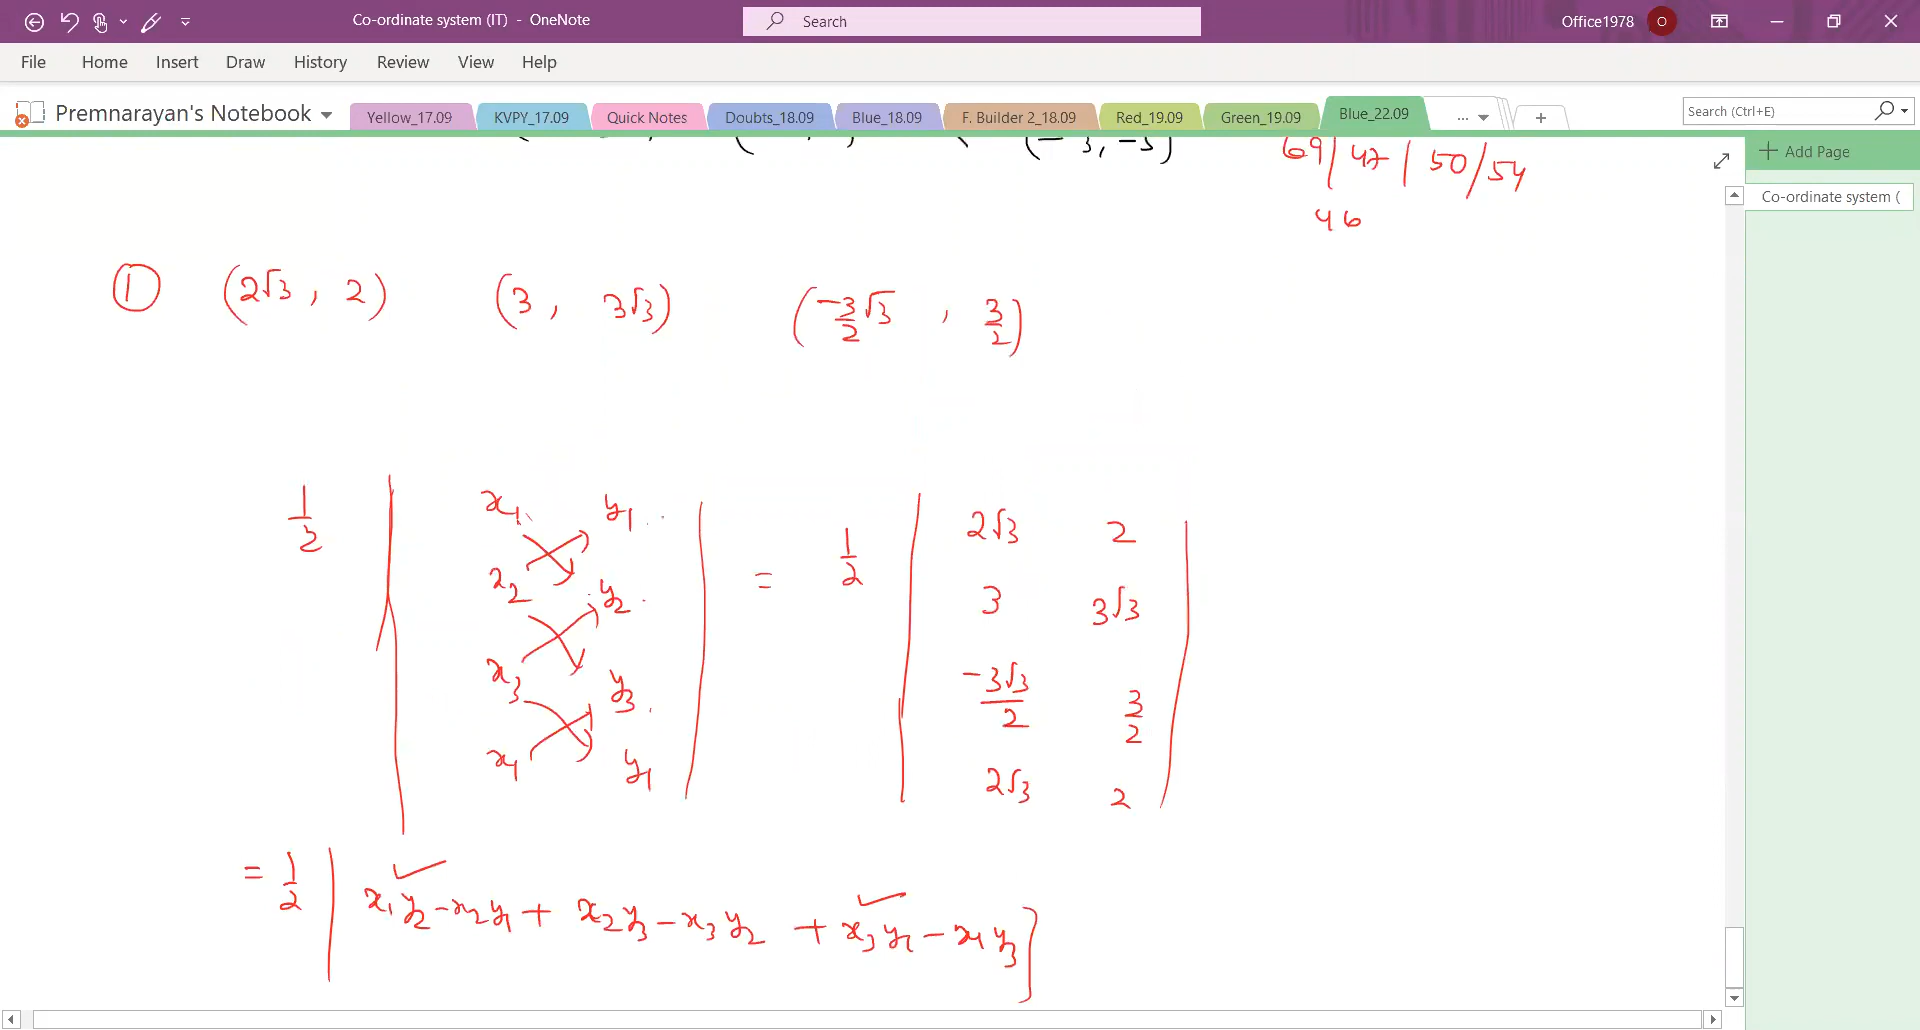 Co-ordinate system (IT) - OneNote
Search
Office1978 O
File Home Insert Draw History Review View Help
Premnarayan's Notebook
Yellow_17.09 KVPY_17.09 Quick Notes Doubts_18.09 Blue_18.09 F. Builder 2_18.09 Red_19.09 Green_19.09 Blue_22.09 ... +
Search (Ctrl+E)
Add Page
Co-ordinate system (
(-3, -3)
69/47/50/54
46
① (2√3, 2) (3, 3√3) (-3/2 √3, 3/2)
1/2 | x₁ y₁ | = 1/2 | 2√3 2 |
x₂ y₂ 3 3√3
x₃ y₃ -3√3/2 3/2
x₁ y₁ 2√3 2
= 1/2 | x₁y₂ - x₂y₁ + x₂y₃ - x₃y₂ + x₃y₁ - x₁y₃ ]